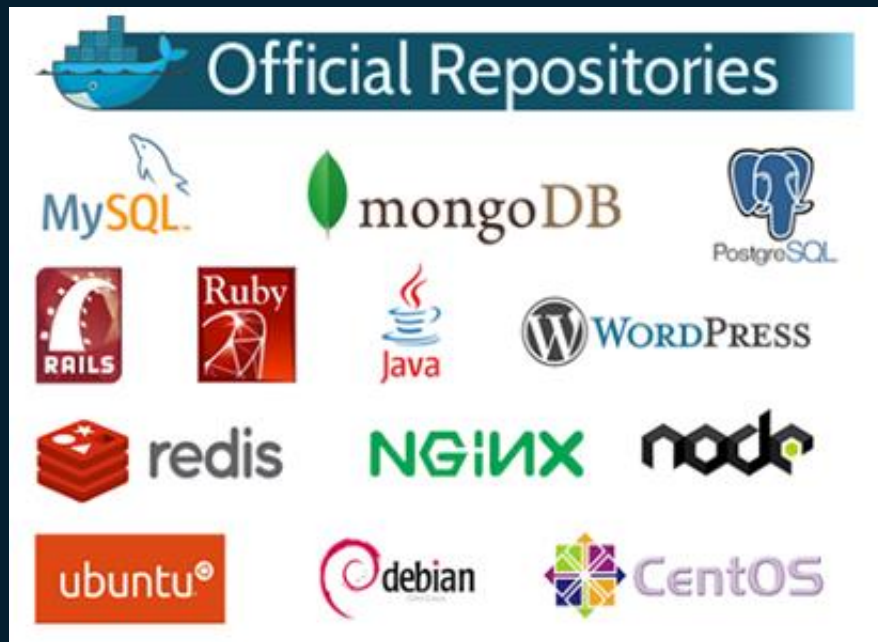 Official Repositories
MySQL
mongoDB
PostgreSQL
RAILS
Ruby
Java
WORDPRESS
redis
NGiNX
node
ubuntu
debian
CentOS